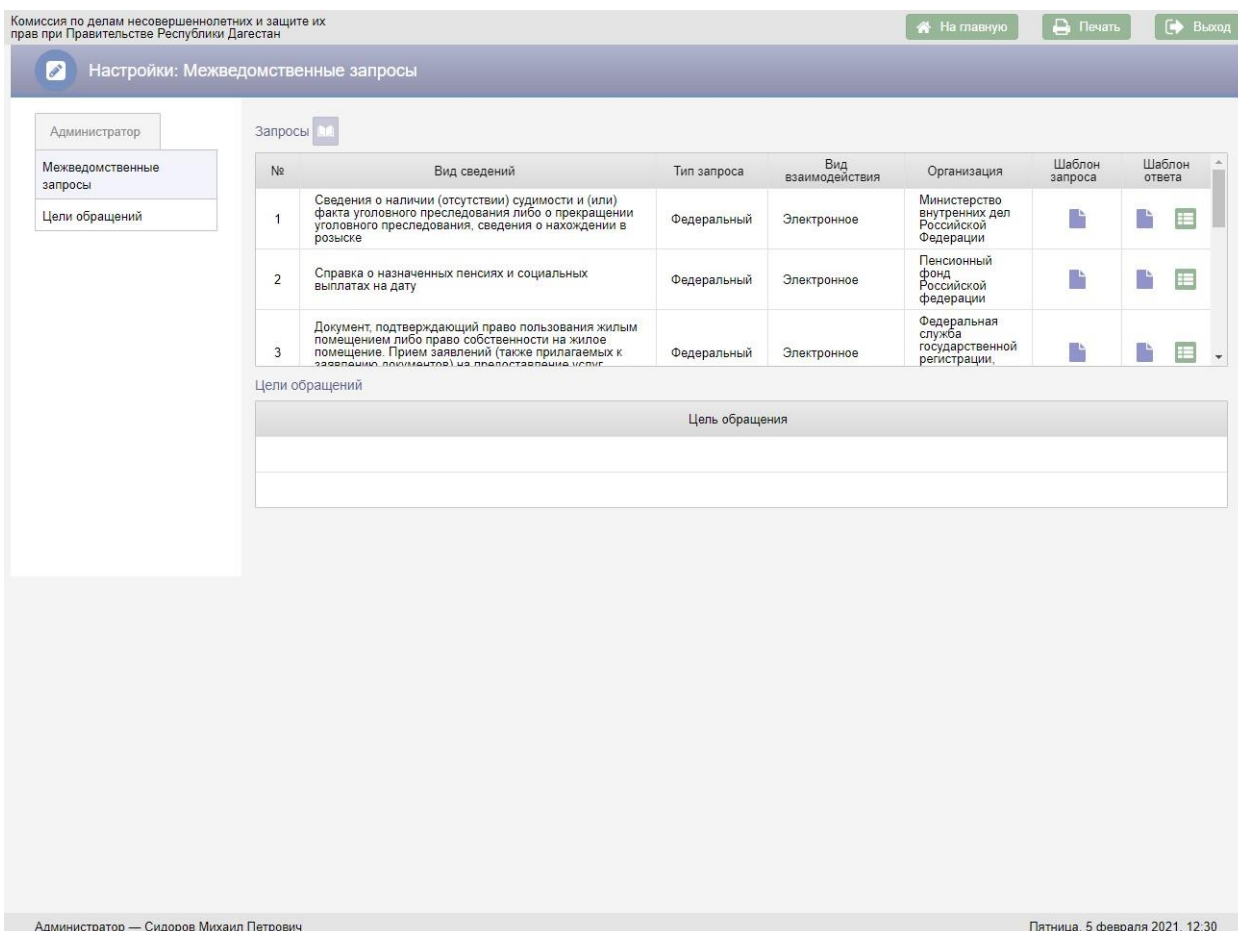 Комиссия по делам несовершеннолетних и защите их
прав при Правительстве Республики Дагестан
На главную
Печать
Выход
Настройки: Межведомственные запросы
Администратор
Межведомственные
запросы
Цели обращений
Запросы
№
Вид сведений
Тип запроса
Вид
взаимодействия
Организация
Шаблон
запроса
Шаблон
ответа
1
Сведения о наличии (отсутствии) судимости и (или)
факта уголовного преследования либо о прекращении
уголовного преследования, сведения о нахождении в
розыске
Федеральный
Электронное
Министерство
внутренних дел
Российской
Федерации
2
Справка о назначенных пенсиях и социальных
выплатах на дату
Федеральный
Электронное
Пенсионный
фонд
Российской
федерации
3
Документ, подтверждающий право пользования жилым
помещением либо право собственности на жилое
помещение. Прием заявлений (также прилагаемых к
заявлению документов) на предоставление услуг
Федеральный
Электронное
Федеральная
служба
государственной
регистрации,
Цели обращений
Цель обращения
Администратор — Сидоров Михаил Петрович
Пятница, 5 февраля 2021, 12:30